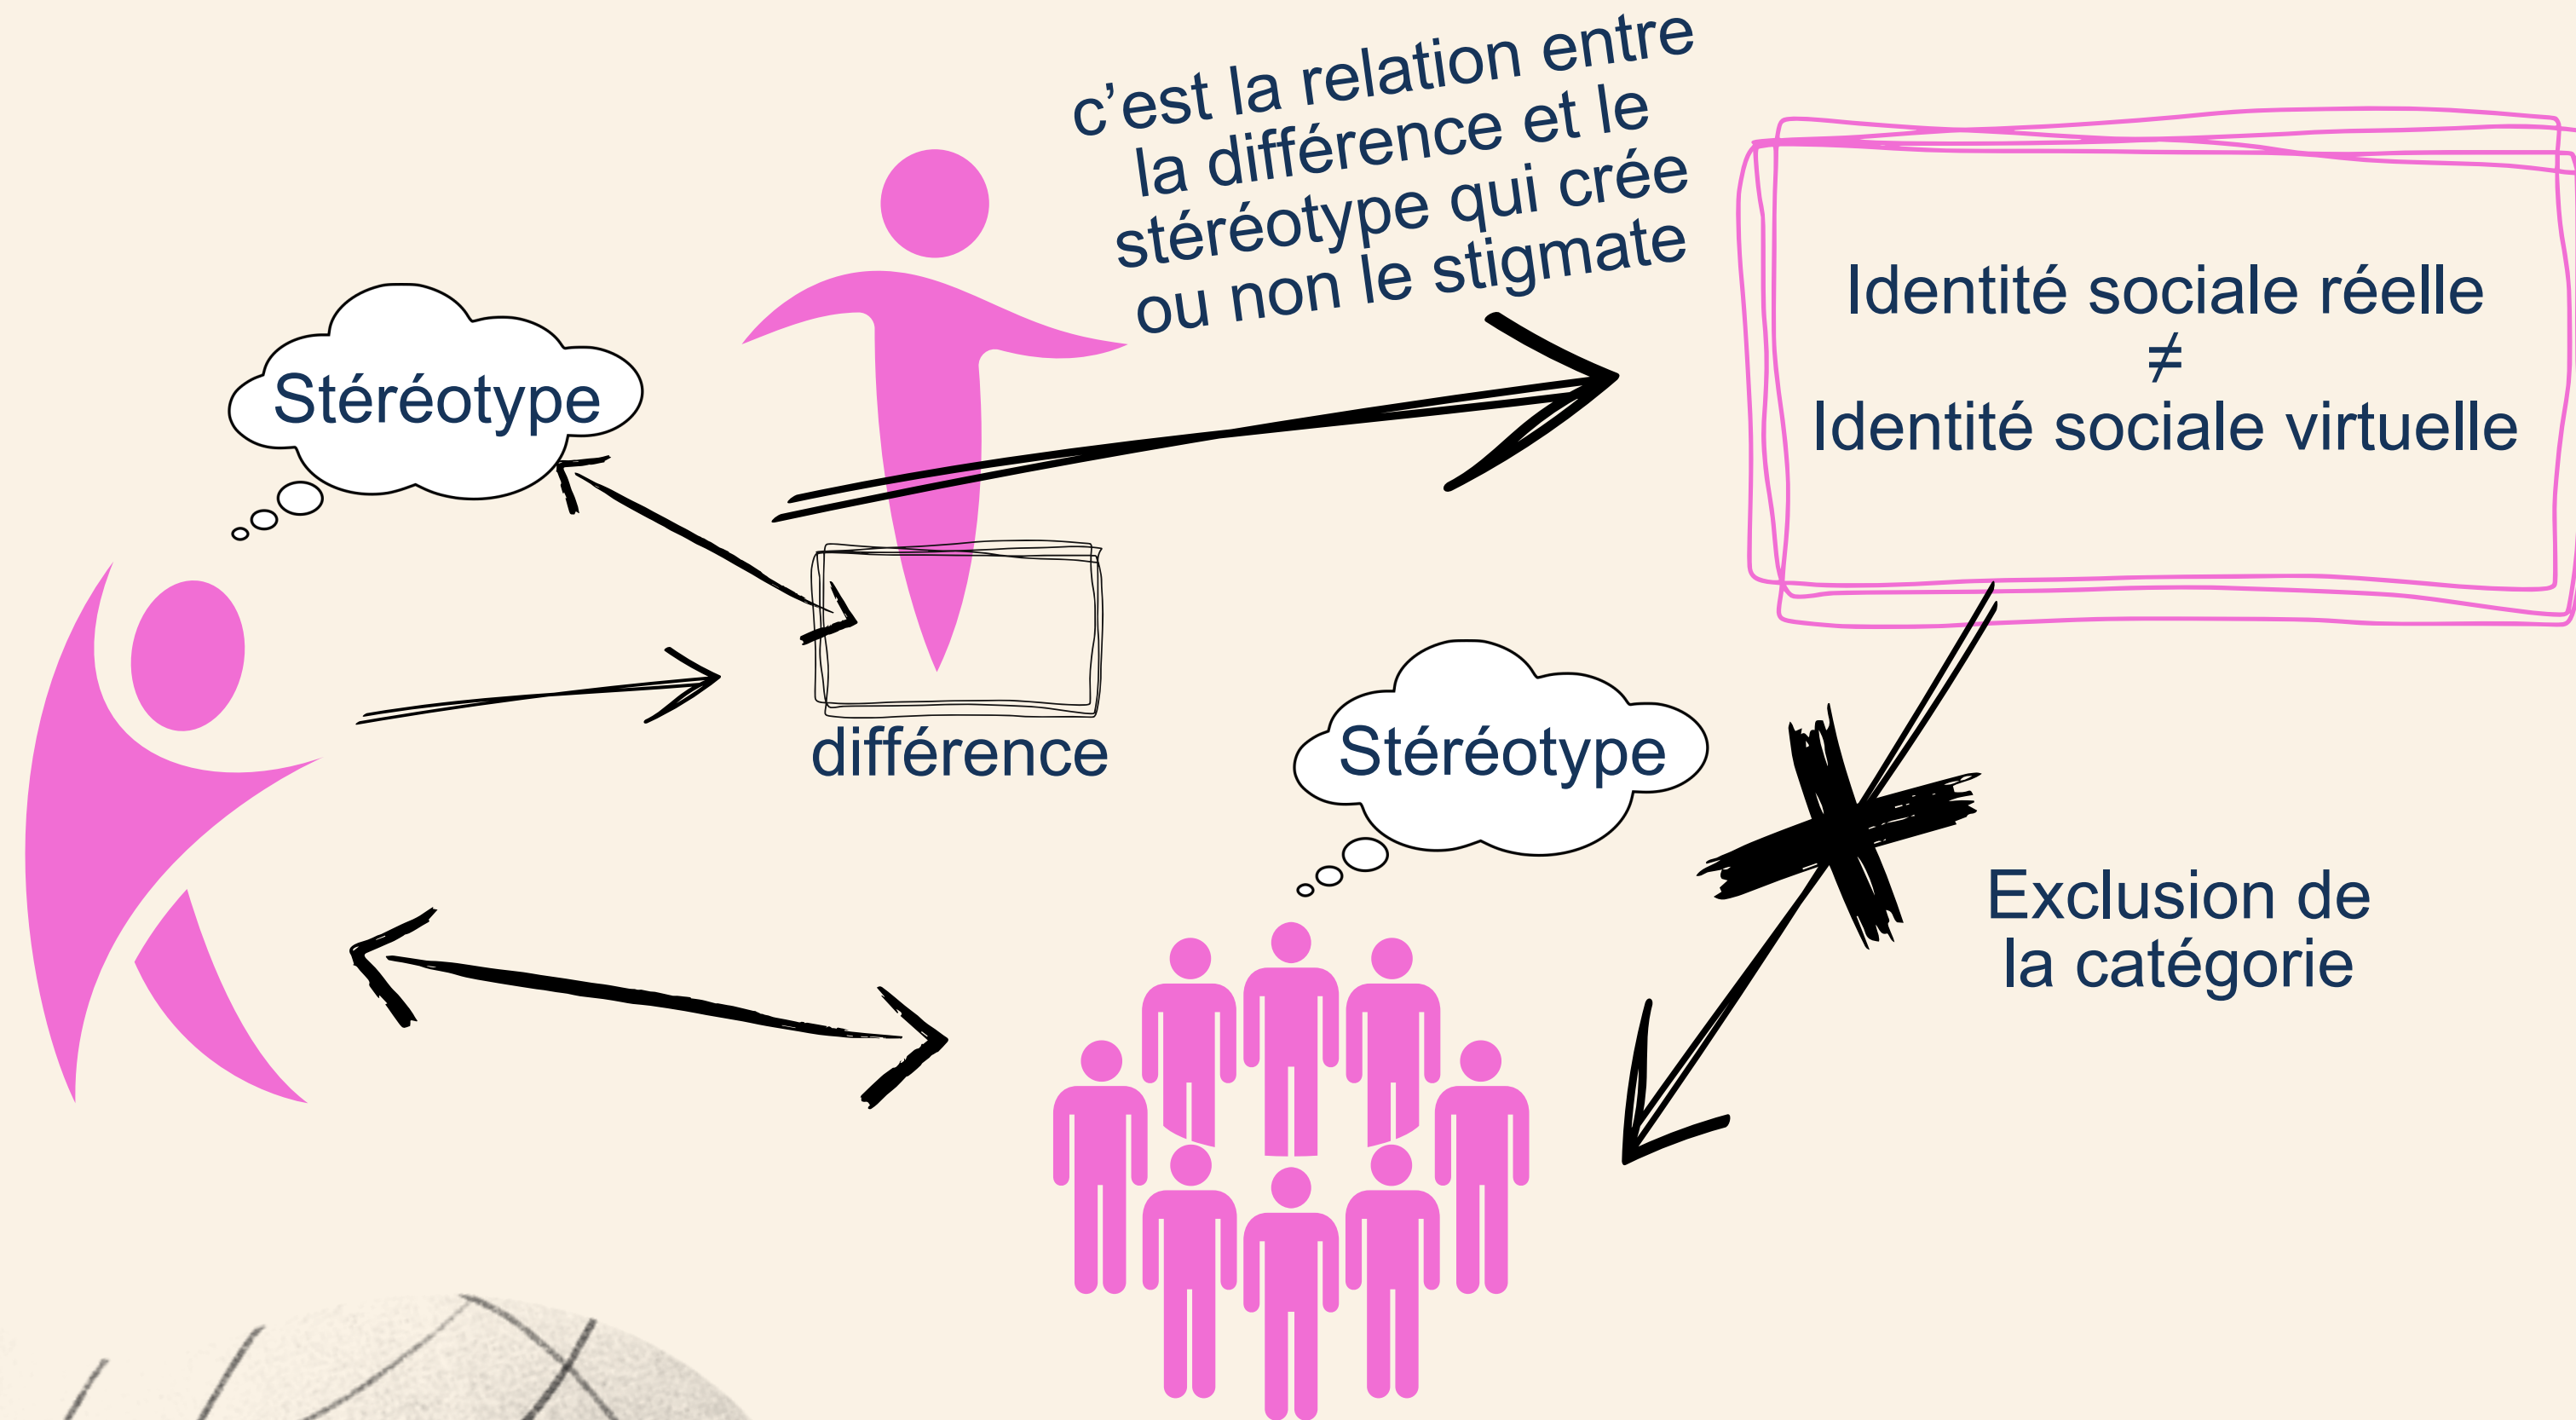 c’est la relation entre
la différence et le
stéréotype qui crée
ou non le stigmate
Identité sociale réelle
≠
Identité sociale virtuelle
Stéréotype
différence
Stéréotype
Exclusion de
la catégorie